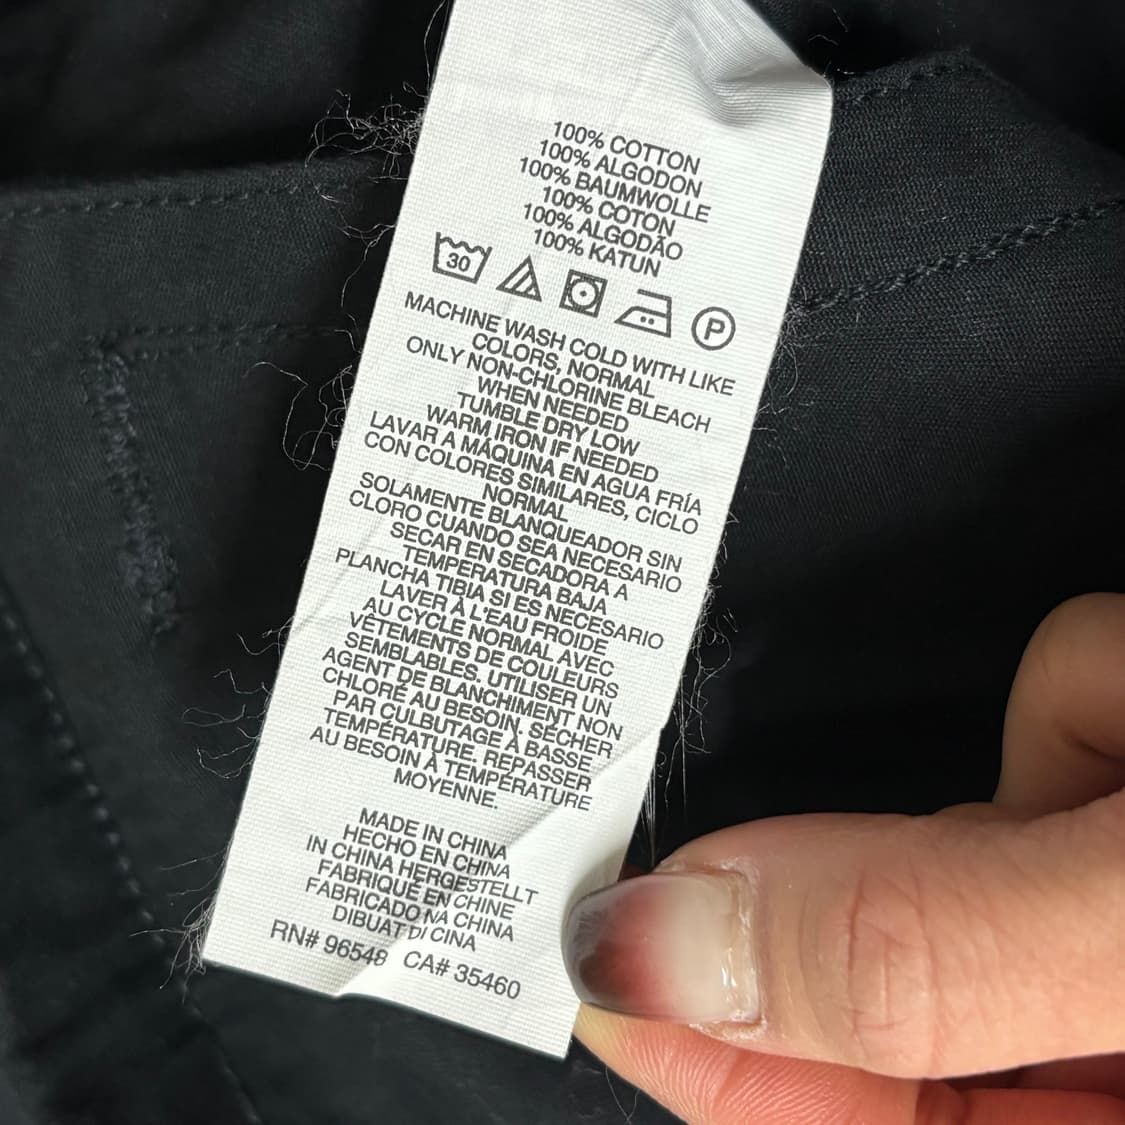 100% COTTON
100% ALGODON
100% BAUMWOLLE
100% COTON
100% ALGODÃO
100% KATUN
30 P
MACHINE WASH COLD WITH LIKE
COLORS, NORMAL
ONLY NON-CHLORINE BLEACH
WHEN NEEDED
TUMBLE DRY LOW
WARM IRON IF NEEDED
LAVAR A MÁQUINA EN AGUA FRÍA
CON COLORES SIMILARES, CICLO
NORMAL
SOLAMENTE BLANQUEADOR SIN
CLORO CUANDO SEA NECESARIO
SECAR EN SECADORA A
TEMPERATURA BAJA
PLANCHA TIBIA SI ES NECESARIO
LAVER À L'EAU FROIDE
AU CYCLE NORMAL AVEC
VÊTEMENTS DE COULEURS
SEMBLABLES. UTILISER UN
AGENT DE BLANCHIMENT NON
CHLORÉ AU BESOIN. SÉCHER
PAR CULBUTAGE À BASSE
TEMPÉRATURE. REPASSER
AU BESOIN À TEMPÉRATURE
MOYENNE.
MADE IN CHINA
HECHO EN CHINA
IN CHINA HERGESTELLT
FABRIQUÉ EN CHINE
FABRICADO NA CHINA
DIBUAT DI CINA
RN# 96548 CA# 35460